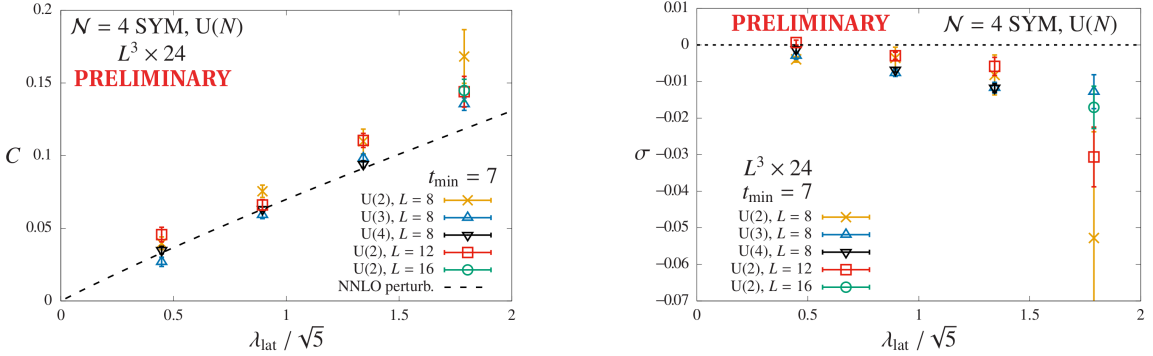 𝒩 = 4 SYM, U(N)
L³ × 24
PRELIMINARY
C
0.15
0.1
0.05
0
t_min = 7
U(2), L = 8
U(3), L = 8
U(4), L = 8
U(2), L = 12
U(2), L = 16
NNLO perturb.
0 0.5 1 1.5 2
λ_lat / √5
PRELIMINARY 𝒩 = 4 SYM, U(N)
0.01
0
−0.01
−0.02
−0.03
−0.04
−0.05
−0.06
−0.07
σ
L³ × 24
t_min = 7
U(2), L = 8
U(3), L = 8
U(4), L = 8
U(2), L = 12
U(2), L = 16
0 0.5 1 1.5 2
λ_lat / √5